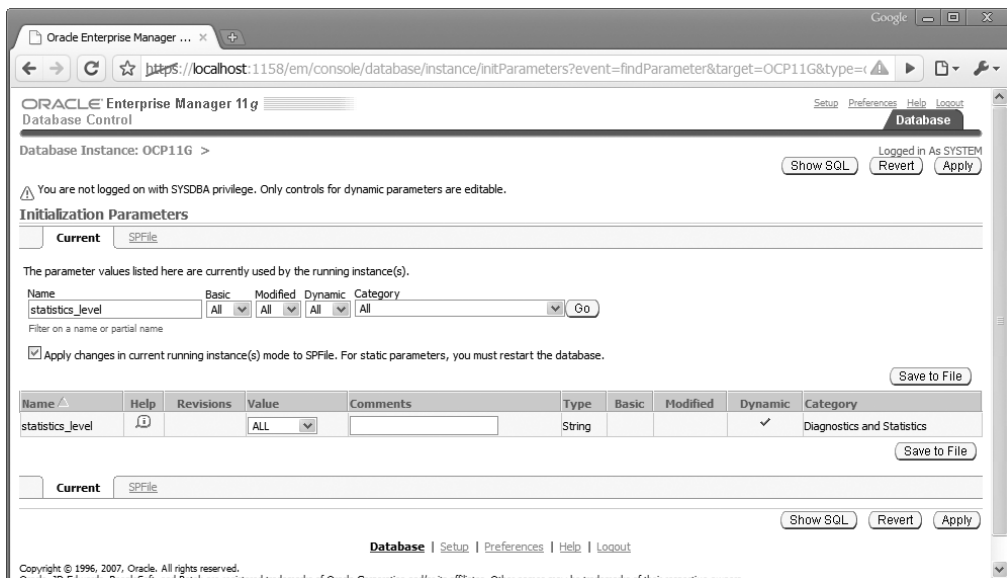 Google
Oracle Enterprise Manager ...
https://localhost:1158/em/console/database/instance/initParameters?event=findParameter&target=OCP11G&type=
ORACLE Enterprise Manager 11g
Database Control
Setup Preferences Help Logout
Database
Database Instance: OCP11G >
Logged in As SYSTEM
Show SQL Revert Apply
You are not logged on with SYSDBA privilege. Only controls for dynamic parameters are editable.
Initialization Parameters
Current SPFile
The parameter values listed here are currently used by the running instance(s).
Name Basic Modified Dynamic Category
statistics_level All All All All Go
Filter on a name or partial name
Apply changes in current running instance(s) mode to SPFile. For static parameters, you must restart the database.
Save to File
Name Help Revisions Value Comments Type Basic Modified Dynamic Category
statistics_level ALL String Diagnostics and Statistics
Save to File
Current SPFile
Show SQL Revert Apply
Database | Setup | Preferences | Help | Logout
Copyright © 1996, 2007, Oracle. All rights reserved.